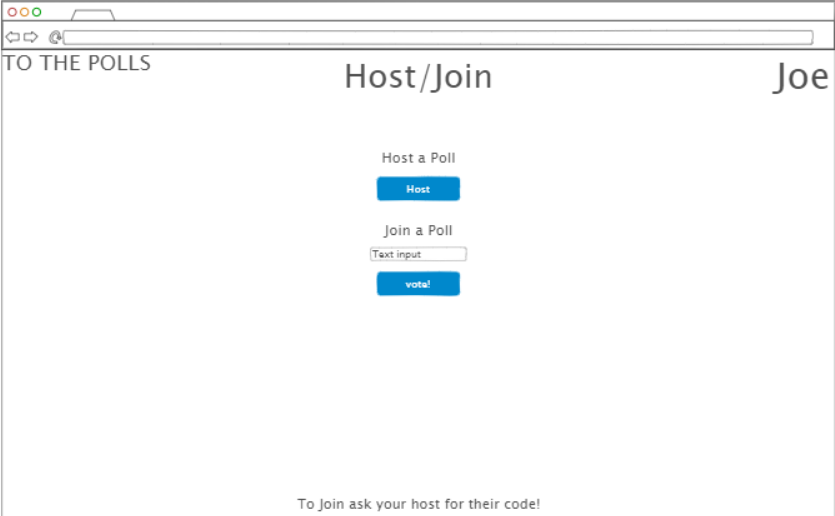 TO THE POLLS
Host/Join
Joe
Host a Poll
Host
Join a Poll
Text input
vote!
To Join ask your host for their code!